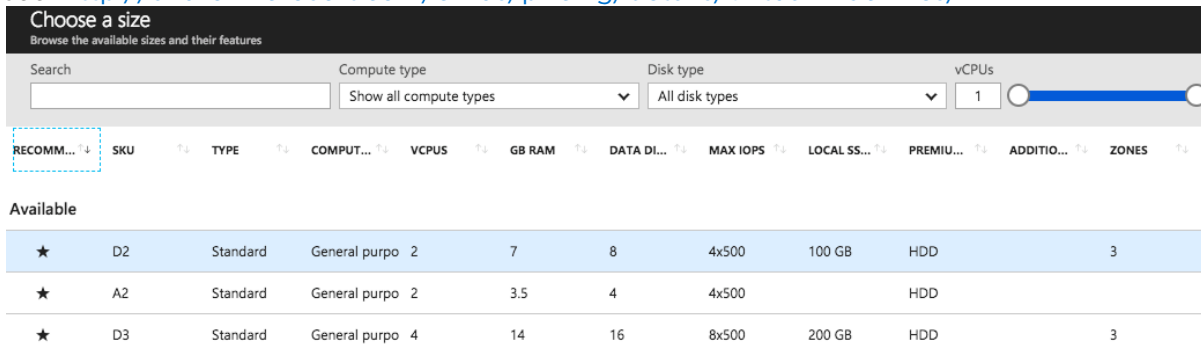 Choose a size
Browse the available sizes and their features
Search Compute type Disk type vCPUs
Show all compute types All disk types 1
RECOMM... SKU TYPE COMPUT... VCPUS GB RAM DATA DI... MAX IOPS LOCAL SS... PREMIU... ADDITIO... ZONES
Available
★ D2 Standard General purpo 2 7 8 4x500 100 GB HDD 3
★ A2 Standard General purpo 2 3.5 4 4x500 HDD
★ D3 Standard General purpo 4 14 16 8x500 200 GB HDD 3